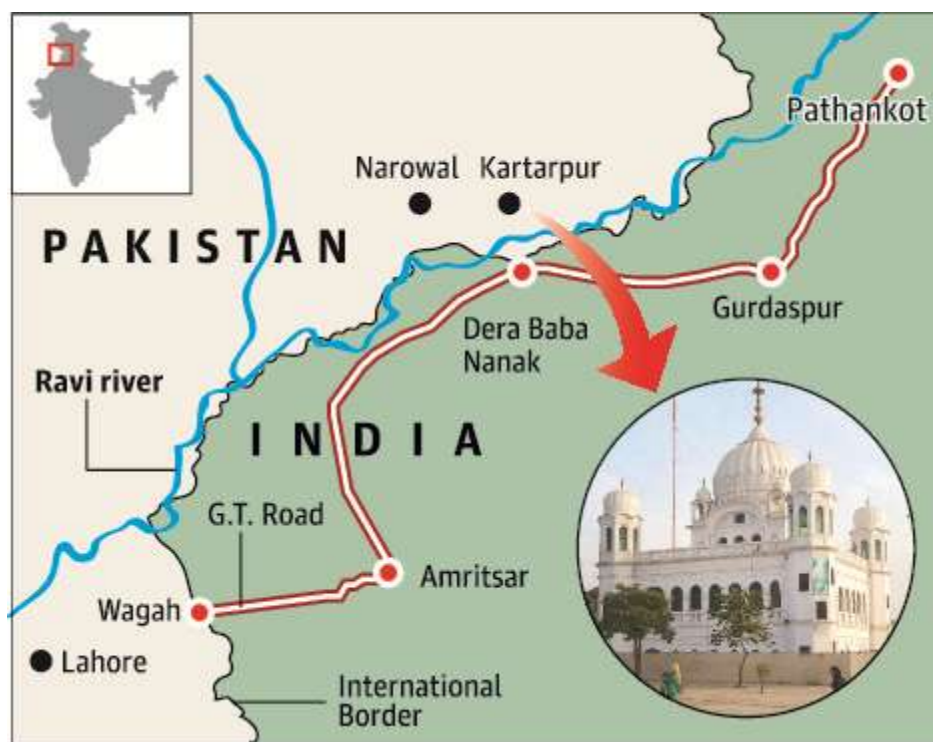 Pathankot
Narowal
Kartarpur
PAKISTAN
Gurdaspur
Dera Baba
Nanak
Ravi river
INDIA
G.T. Road
Amritsar
Wagah
Lahore
International
Border